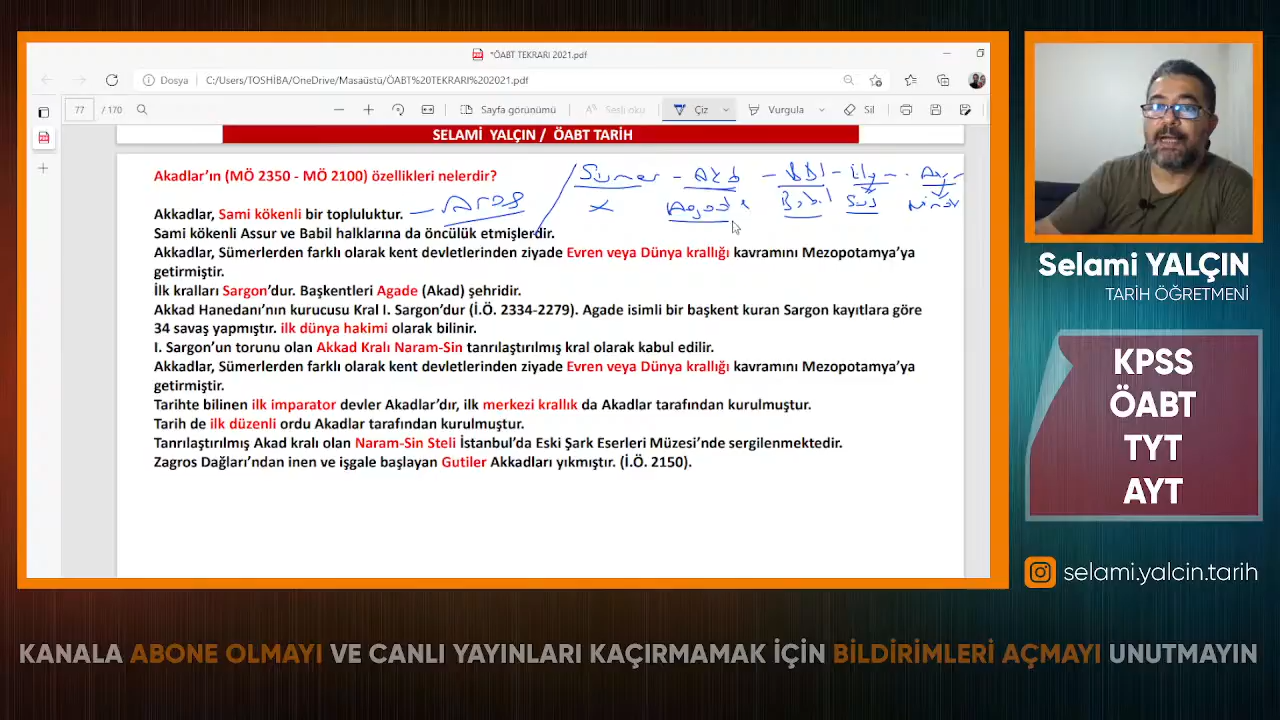 *ÖABT TEKRARI 2021.pdf
Dosya C:/Users/TOSHİBA/OneDrive/Masaüstü/ÖABT%20TEKRARI%202021.pdf
77 / 170 Sayfa görünümü Sesli oku Çiz Vurgula Sil
SELAMİ YALÇIN / ÖABT TARİH
Akadlar’ın (MÖ 2350 - MÖ 2100) özellikleri nelerdir?
Sümer
Babil
Akkadlar, Sami kökenli bir topluluktur.
Sami kökenli Assur ve Babil halklarına da öncülük etmişlerdir.
Akkadlar, Sümerlerden farklı olarak kent devletlerinden ziyade Evren veya Dünya krallığı kavramını Mezopotamya’ya
getirmiştir.
İlk kralları Sargon’dur. Başkentleri Agade (Akad) şehridir.
Akkad Hanedanı’nın kurucusu Kral I. Sargon’dur (İ.Ö. 2334-2279). Agade isimli bir başkent kuran Sargon kayıtlara göre
34 savaş yapmıştır. ilk dünya hakimi olarak bilinir.
I. Sargon’un torunu olan Akkad Kralı Naram-Sin tanrılaştırılmış kral olarak kabul edilir.
Akkadlar, Sümerlerden farklı olarak kent devletlerinden ziyade Evren veya Dünya krallığı kavramını Mezopotamya’ya
getirmiştir.
Tarihte bilinen ilk imparator devler Akadlar’dır, ilk merkezi krallık da Akadlar tarafından kurulmuştur.
Tarih de ilk düzenli ordu Akadlar tarafından kurulmuştur.
Tanrılaştırılmış Akad kralı olan Naram-Sin Steli İstanbul’da Eski Şark Eserleri Müzesi’nde sergilenmektedir.
Zagros Dağları’ndan inen ve işgale başlayan Gutiler Akkadları yıkmıştır. (İ.Ö. 2150).
Selami YALÇIN
TARİH ÖĞRETMENİ
KPSS
ÖABT
TYT
AYT
selami.yalcin.tarih
KANALA ABONE OLMAYI VE CANLI YAYINLARI KAÇIRMAMAK İÇİN BİLDİRİMLERİ AÇMAYI UNUTMAYIN